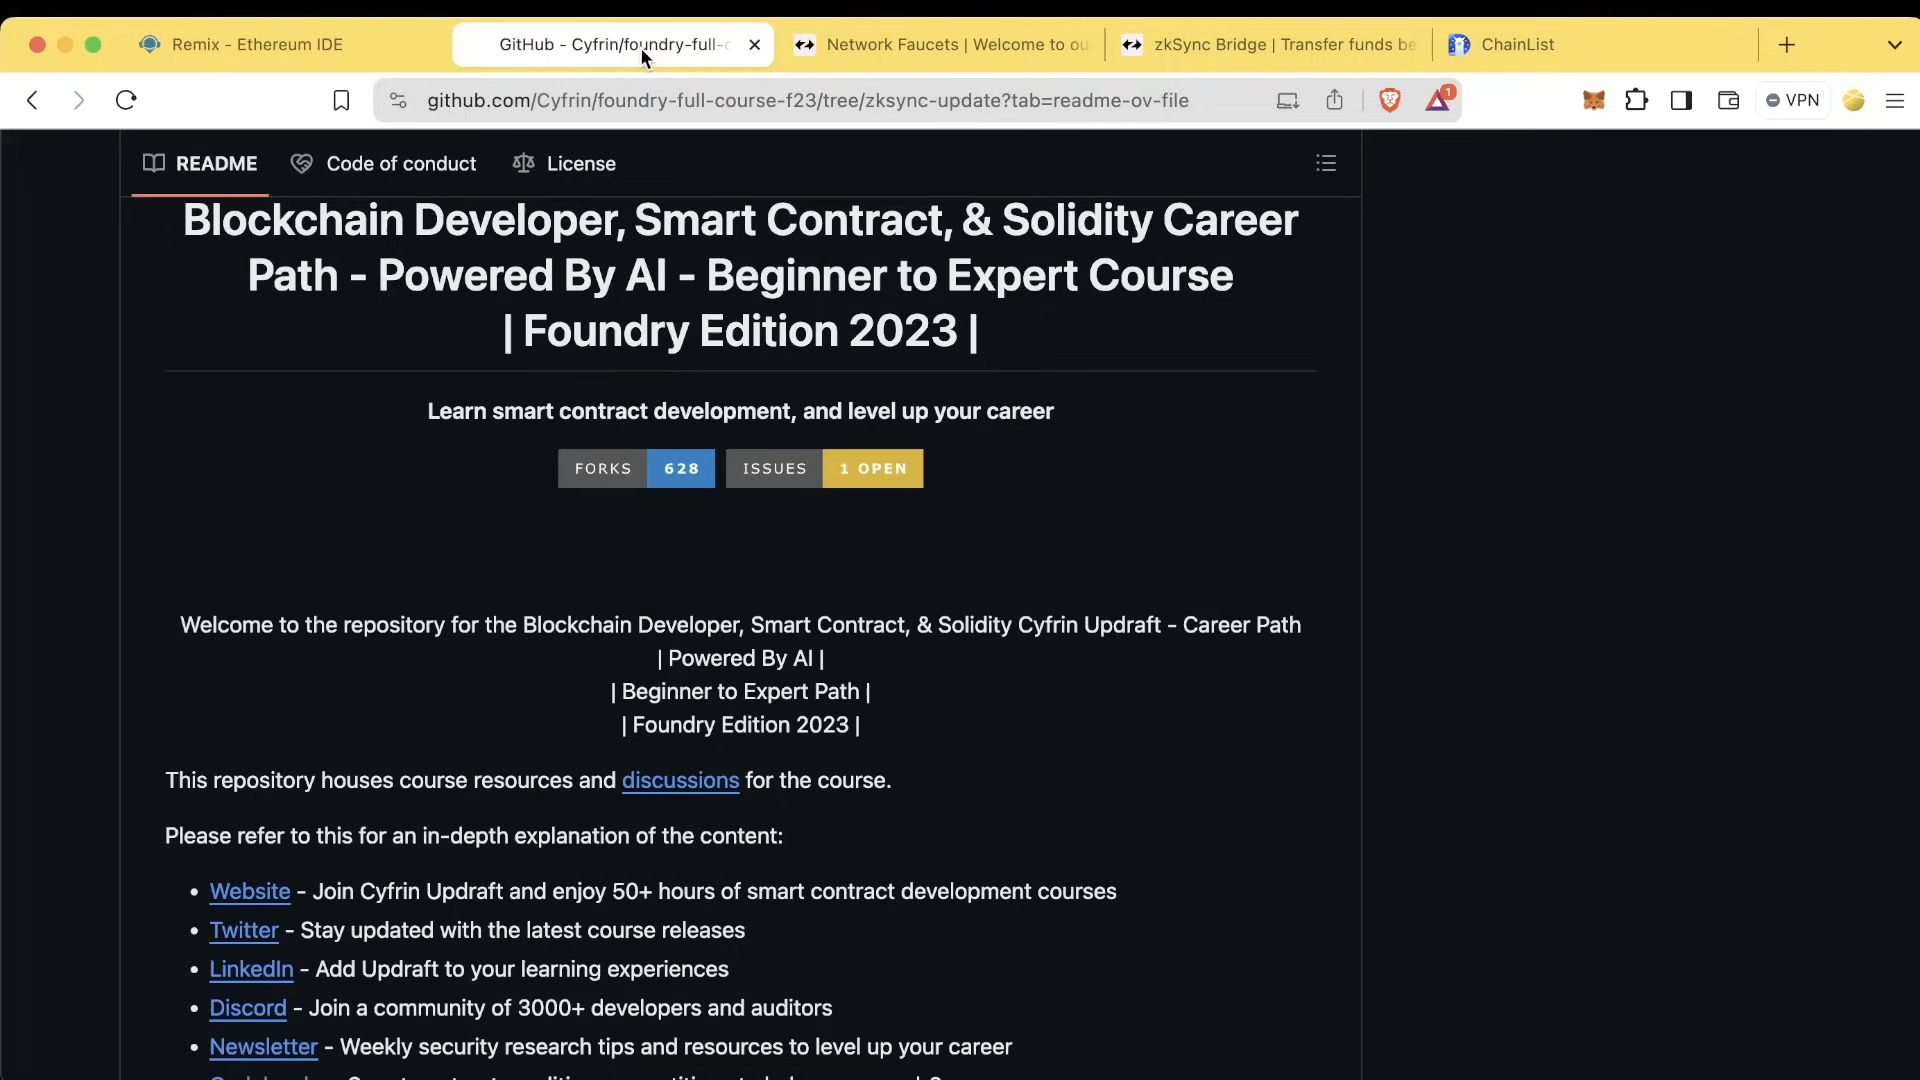 Remix - Ethereum IDE
GitHub - Cyfrin/foundry-full-c
Network Faucets | Welcome to ou
zkSync Bridge | Transfer funds be
ChainList
github.com/Cyfrin/foundry-full-course-f23/tree/zksync-update?tab=readme-ov-file
1
VPN
README
Code of conduct
License
Blockchain Developer, Smart Contract, & Solidity Career
Path - Powered By AI - Beginner to Expert Course
| Foundry Edition 2023 |
Learn smart contract development, and level up your career
FORKS 628 ISSUES 1 OPEN
Welcome to the repository for the Blockchain Developer, Smart Contract, & Solidity Cyfrin Updraft - Career Path
| Powered By AI |
| Beginner to Expert Path |
| Foundry Edition 2023 |
This repository houses course resources and discussions for the course.
Please refer to this for an in-depth explanation of the content:
• Website - Join Cyfrin Updraft and enjoy 50+ hours of smart contract development courses
• Twitter - Stay updated with the latest course releases
• LinkedIn - Add Updraft to your learning experiences
• Discord - Join a community of 3000+ developers and auditors
• Newsletter - Weekly security research tips and resources to level up your career